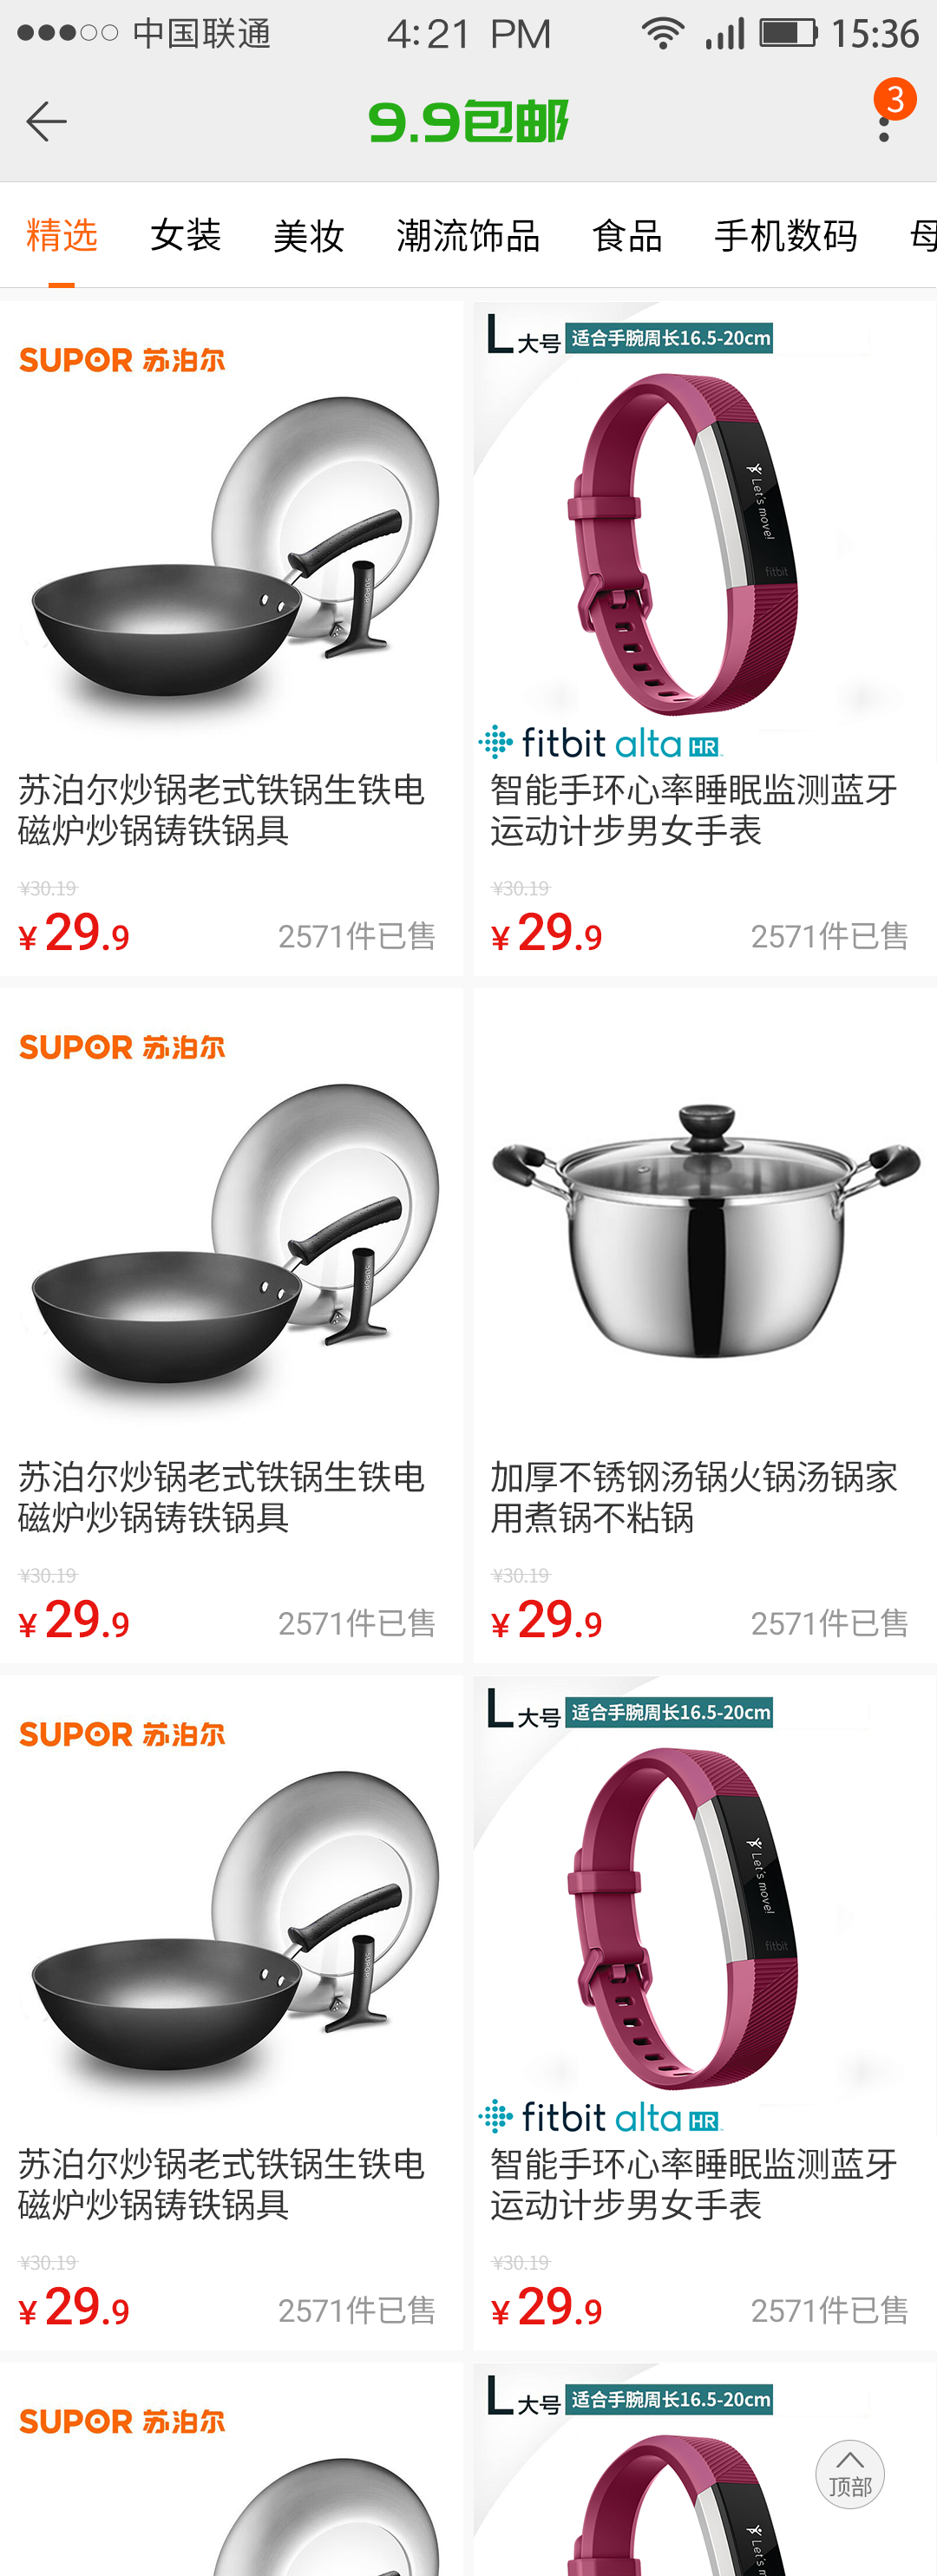 中国联通 4:21 PM 15:36
9.9包邮 3
精选 女装 美妆 潮流饰品 食品 手机数码 母
SUPOR 苏泊尔
L大号 适合手腕周长16.5-20cm
Let's move!
fitbit
SUPOR
fitbit alta HR
苏泊尔炒锅老式铁锅生铁电
磁炉炒锅铸铁锅具
¥30.19
¥29.9 2571件已售
智能手环心率睡眠监测蓝牙
运动计步男女手表
¥30.19
¥29.9 2571件已售
SUPOR 苏泊尔
SUPOR
苏泊尔炒锅老式铁锅生铁电
磁炉炒锅铸铁锅具
¥30.19
¥29.9 2571件已售
加厚不锈钢汤锅火锅汤锅家
用煮锅不粘锅
¥30.19
¥29.9 2571件已售
SUPOR 苏泊尔
L大号 适合手腕周长16.5-20cm
Let's move!
fitbit
SUPOR
fitbit alta HR
苏泊尔炒锅老式铁锅生铁电
磁炉炒锅铸铁锅具
¥30.19
¥29.9 2571件已售
智能手环心率睡眠监测蓝牙
运动计步男女手表
¥30.19
¥29.9 2571件已售
SUPOR 苏泊尔
L大号 适合手腕周长16.5-20cm
Let's
顶部